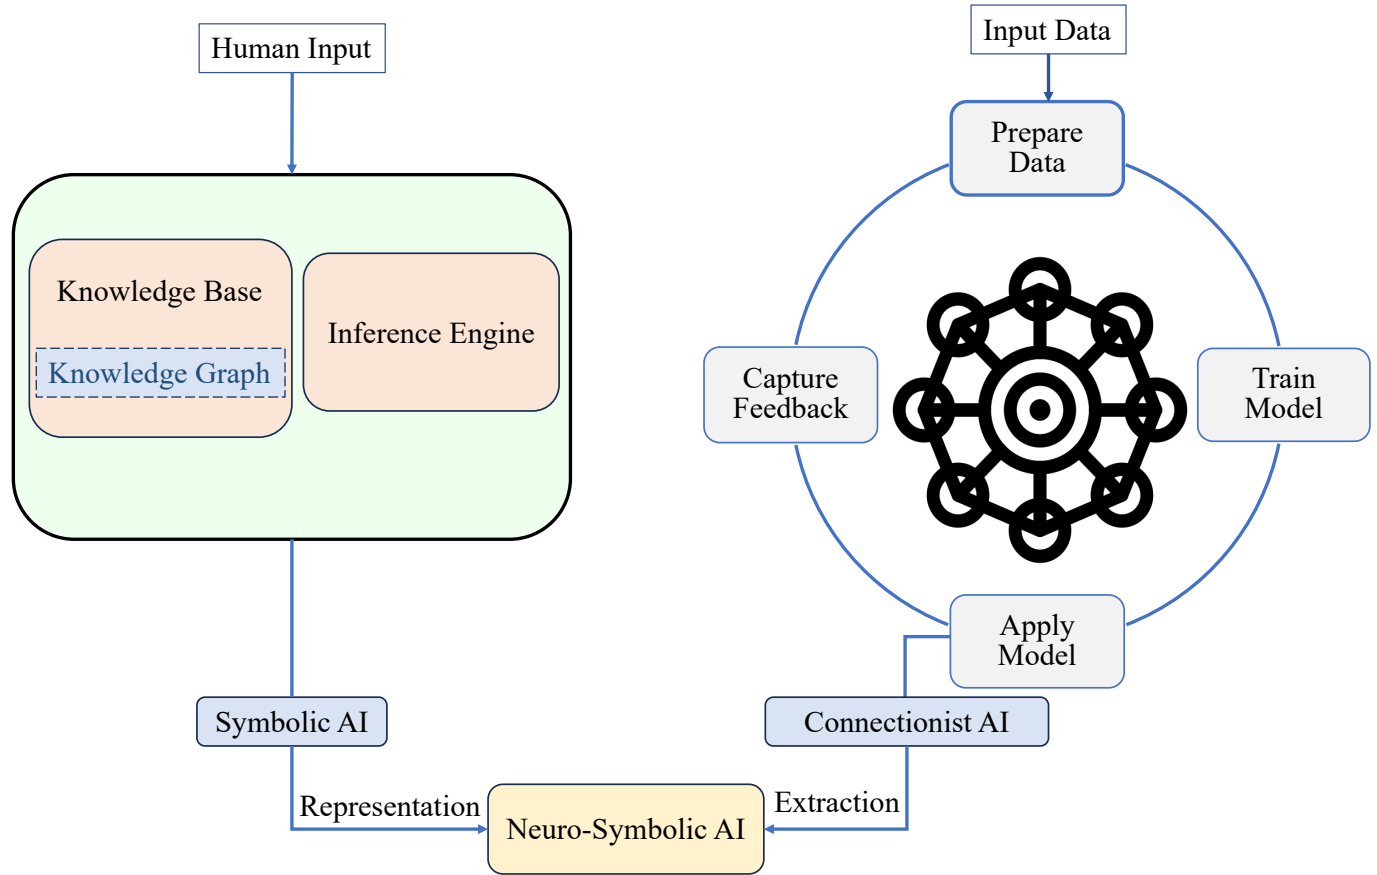 Human Input
Knowledge Base
Knowledge Graph
Inference Engine
Symbolic AI
Representation
Input Data
Prepare
Data
Capture
Feedback
Train
Model
Apply
Model
Connectionist AI
Extraction
Neuro-Symbolic AI